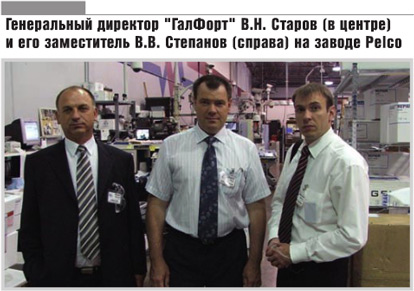 Генеральный директор "ГалФорт" В.Н. Старов (в центре)
и его заместитель В.В. Степанов (справа) на заводе Pelco